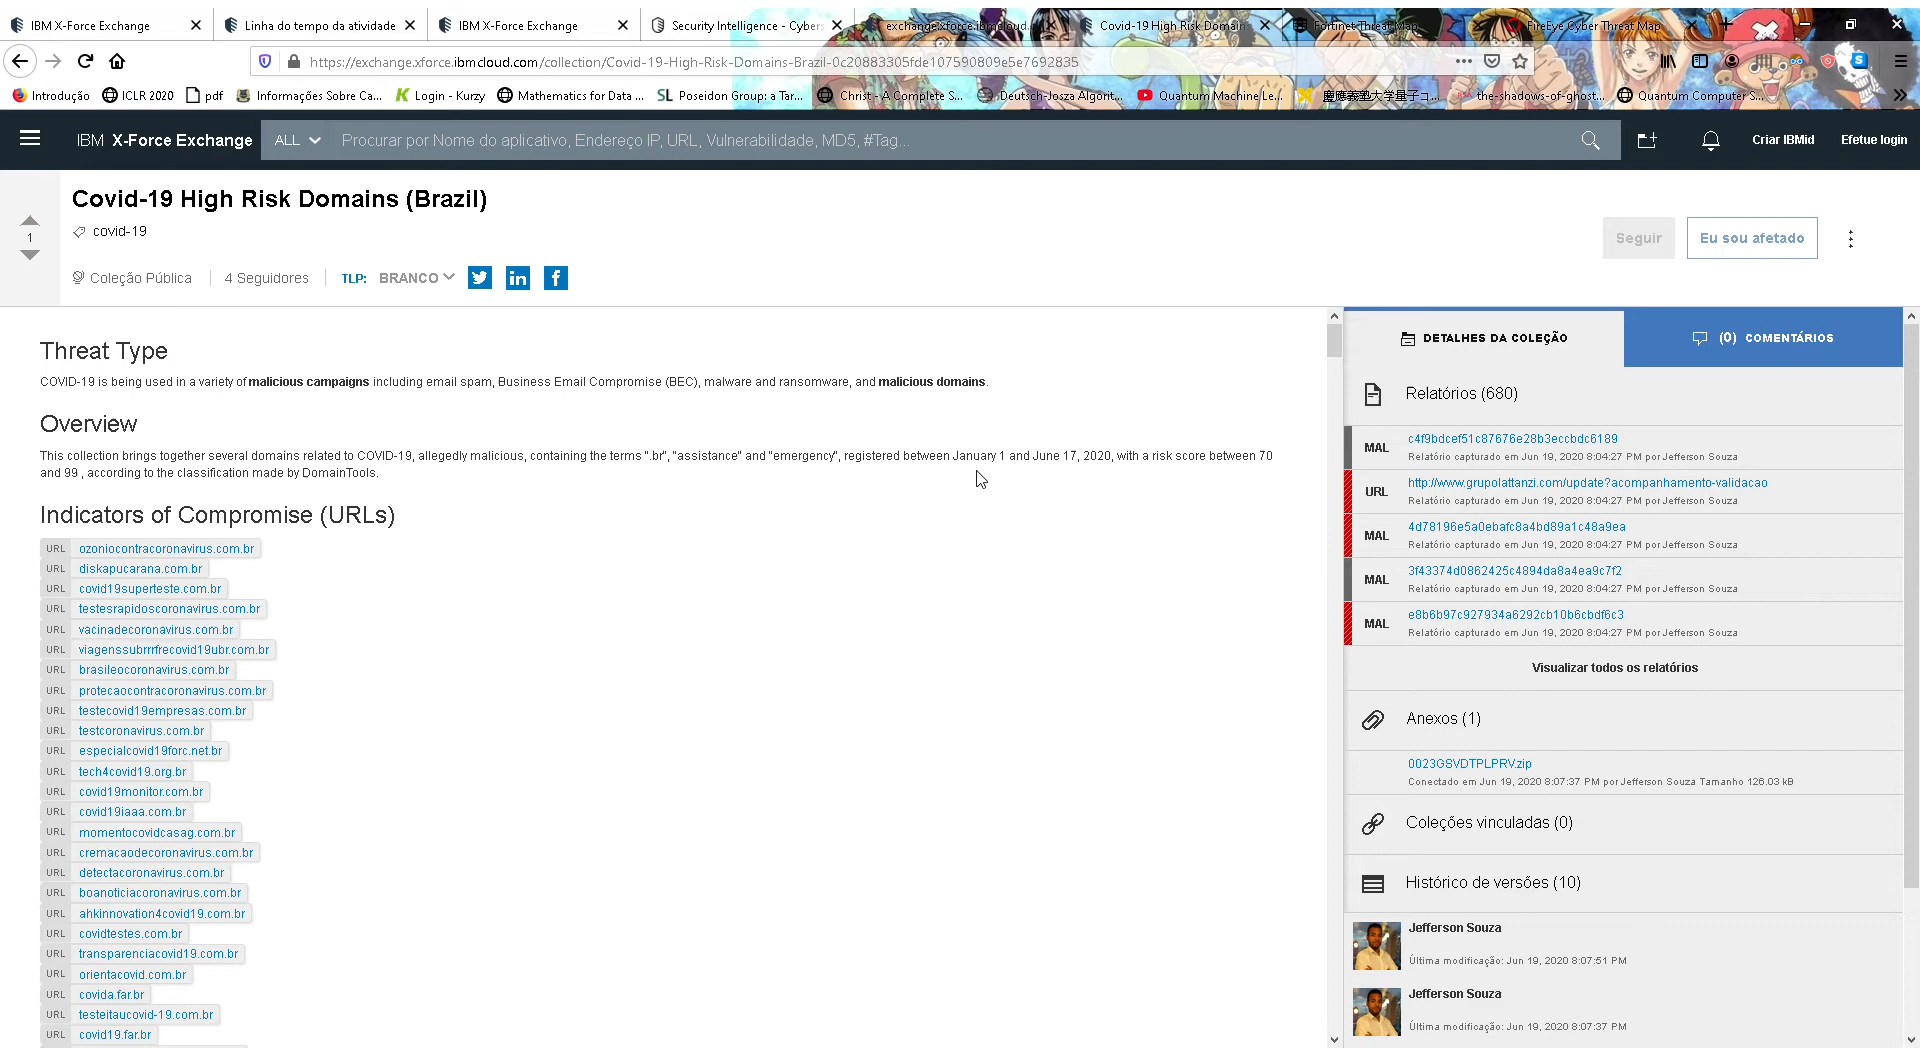 IBM X-Force Exchange
Linha do tempo da atividade
IBM X-Force Exchange
Security Intelligence - Cybers
exchange.xforce.ibmcloud.c
Covid-19 High Risk Domain
Fortinet Threat Map
FireEye Cyber Threat Map
https://exchange.xforce.ibmcloud.com/collection/Covid-19-High-Risk-Domains-Brazil-0c20883305fde107590809e5e7692835
Introdução
ICLR 2020
pdf
Informações Sobre Ca...
Login - Kurzy
Mathematics for Data ...
SL Poseidon Group: a Tar...
Christ - A Complete S...
Deutsch-Josza Algorit...
Quantum Machine Le...
慶應義塾大学量子コ...
the-shadows-of-ghost...
Quantum Computer S...
IBM X-Force Exchange
ALL
Procurar por Nome do aplicativo, Endereço IP, URL, Vulnerabilidade, MD5, #Tag...
Criar IBMid
Efetue login
Covid-19 High Risk Domains (Brazil)
1
covid-19
Seguir
Eu sou afetado
Coleção Pública
4 Seguidores
TLP: BRANCO
Threat Type
COVID-19 is being used in a variety of malicious campaigns including email spam, Business Email Compromise (BEC), malware and ransomware, and malicious domains.
Overview
This collection brings together several domains related to COVID-19, allegedly malicious, containing the terms ".br", "assistance" and "emergency", registered between January 1 and June 17, 2020, with a risk score between 70
and 99 , according to the classification made by DomainTools.
Indicators of Compromise (URLs)
URL ozoniocontracoronavirus.com.br
URL diskapucarana.com.br
URL covid19superteste.com.br
URL testesrapidoscoronavirus.com.br
URL vacinadecoronavirus.com.br
URL viagenssubrrrfrecovid19ubr.com.br
URL brasileocoronavirus.com.br
URL protecaocontracoronavirus.com.br
URL testecovid19empresas.com.br
URL testcoronavirus.com.br
URL especialcovid19forc.net.br
URL tech4covid19.org.br
URL covid19monitor.com.br
URL covid19iaaa.com.br
URL momentocovidcasag.com.br
URL cremacaodecoronavirus.com.br
URL detectacoronavirus.com.br
URL boanoticiacoronavirus.com.br
URL ahkinnovation4covid19.com.br
URL covidtestes.com.br
URL transparenciacovid19.com.br
URL orientacovid.com.br
URL covida.far.br
URL testeitaucovid-19.com.br
URL covid19.far.br
DETALHES DA COLEÇÃO
(0) COMENTÁRIOS
Relatórios (680)
MAL c4f9bdcef51c87676e28b3eccbdc6189
Relatório capturado em Jun 19, 2020 8:04:27 PM por Jefferson Souza
URL http://www.grupolattanzi.com/update?acompanhamento-validacao
Relatório capturado em Jun 19, 2020 8:04:27 PM por Jefferson Souza
MAL 4d78196e5a0ebafc8a4bd89a1c48a9ea
Relatório capturado em Jun 19, 2020 8:04:27 PM por Jefferson Souza
MAL 3f43374d0862425c4894da8a4ea9c7f2
Relatório capturado em Jun 19, 2020 8:04:27 PM por Jefferson Souza
MAL e8b6b97c927934a6292cb10b6cbdf6c3
Relatório capturado em Jun 19, 2020 8:04:27 PM por Jefferson Souza
Visualizar todos os relatórios
Anexos (1)
0023GSVDTPLPRV.zip
Conectado em Jun 19, 2020 8:07:37 PM por Jefferson Souza Tamanho 126.03 kB
Coleções vinculadas (0)
Histórico de versões (10)
Jefferson Souza
Última modificação: Jun 19, 2020 8:07:51 PM
Jefferson Souza
Última modificação: Jun 19, 2020 8:07:37 PM